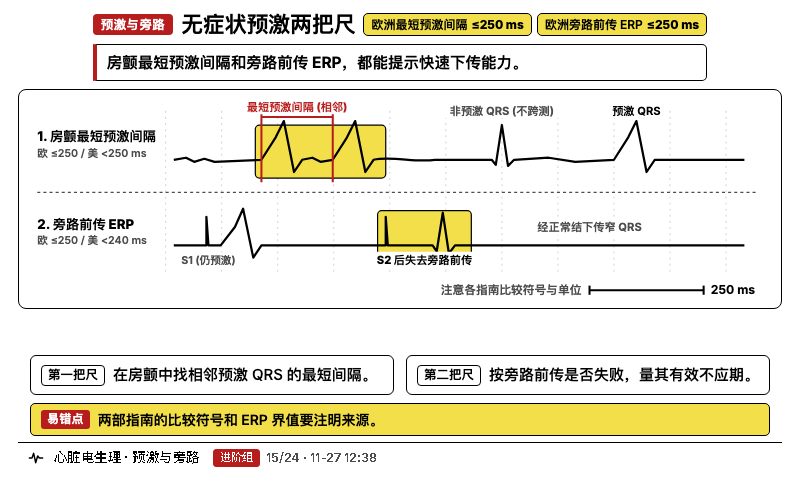 预激与旁路 无症状预激两把尺 欧洲最短预激间隔 ≤250 ms 欧洲旁路前传 ERP ≤250 ms
房颤最短预激间隔和旁路前传 ERP，都能提示快速下传能力。
最短预激间隔 (相邻) 非预激 QRS (不跨测) 预激 QRS
1. 房颤最短预激间隔
欧 ≤250 / 美 <250 ms
2. 旁路前传 ERP
欧 ≤250 / 美 <240 ms
经正常结下传窄 QRS
S1 (仍预激) S2 后失去旁路前传
注意各指南比较符号与单位 250 ms
第一把尺 在房颤中找相邻预激 QRS 的最短间隔。
第二把尺 按旁路前传是否失败，量其有效不应期。
易错点 两部指南的比较符号和 ERP 界值要注明来源。
心脏电生理 · 预激与旁路 进阶组 15/24 · 11-27 12:38